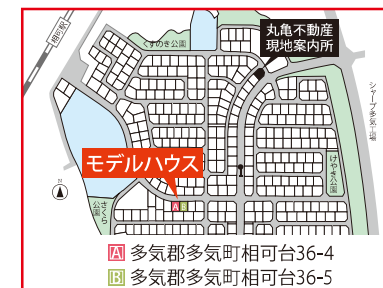 相可駅
くすのき公園
丸亀不動産
現地案内所
シャープ多気工場
モデルハウス
けやき公園
さくら
公園
N
A B
A 多気郡多気町相可台36-4
B 多気郡多気町相可台36-5